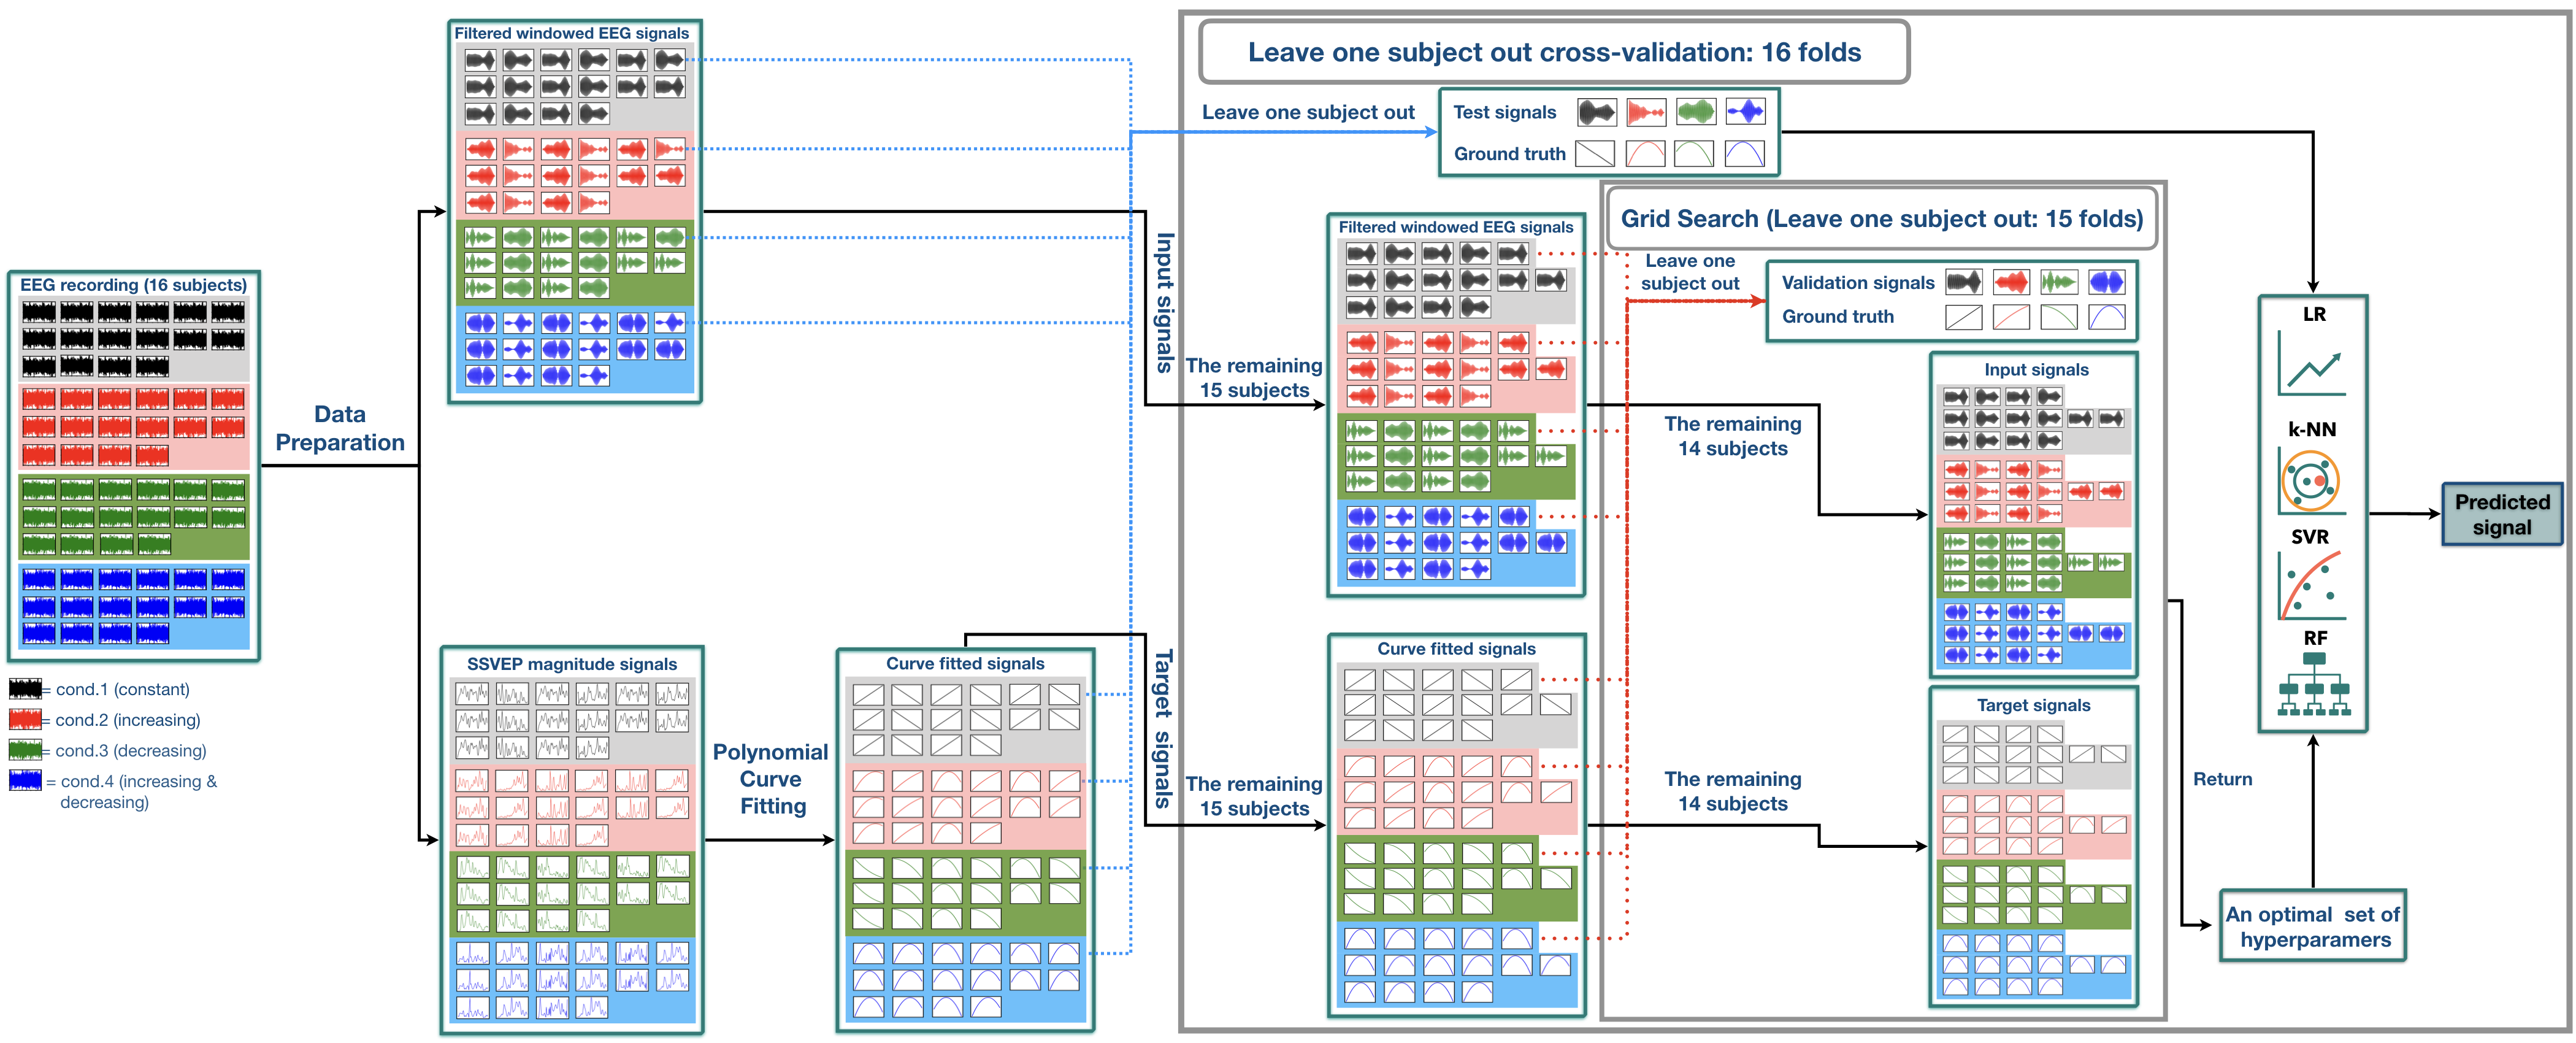 EEG recording (16 subjects)
= cond.1 (constant)
= cond.2 (increasing)
= cond.3 (decreasing)
= cond.4 (increasing &
decreasing)
Data
Preparation
Filtered windowed EEG signals
SSVEP magnitude signals
Polynomial
Curve
Fitting
Curve fitted signals
Input signals
Target signals
Leave one subject out cross-validation: 16 folds
Leave one subject out
Test signals
Ground truth
The remaining
15 subjects
Filtered windowed EEG signals
The remaining
15 subjects
Curve fitted signals
Grid Search (Leave one subject out: 15 folds)
Leave one
subject out
Validation signals
Ground truth
The remaining
14 subjects
Input signals
The remaining
14 subjects
Target signals
Return
An optimal set of
hyperparamers
LR
k-NN
SVR
RF
Predicted
signal